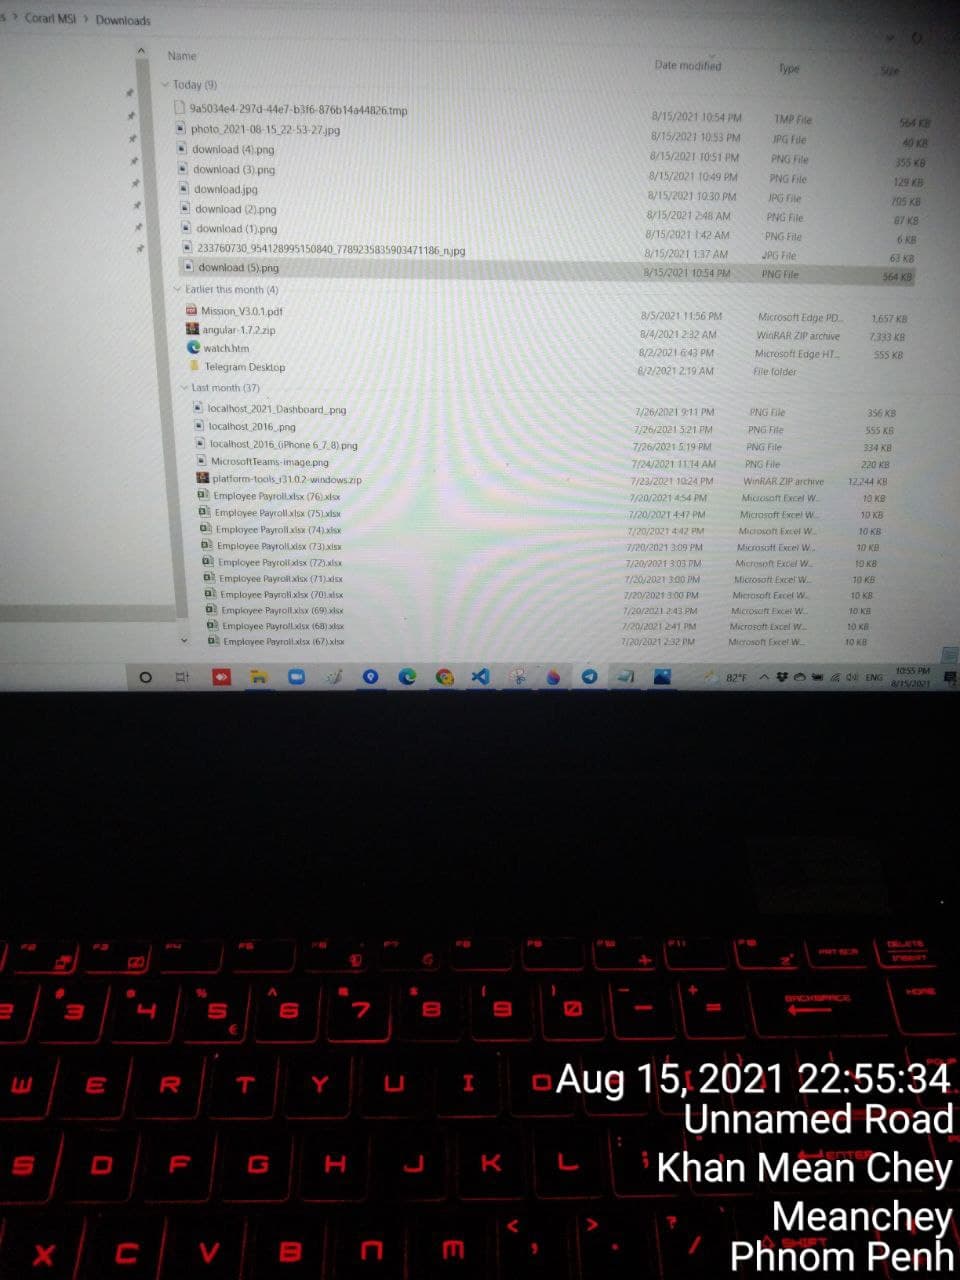 s > Corarl MSI > Downloads
Name Date modified Type Size
Today (9)
9a5034e4-297d-44e7-b3f6-876b14a44826.tmp 8/15/2021 10:54 PM TMP File 564 KB
photo_2021-08-15_22-53-27.jpg 8/15/2021 10:53 PM JPG File 40 KB
download (4).png 8/15/2021 10:51 PM PNG File 355 KB
download (3).png 8/15/2021 10:49 PM PNG File 129 KB
download.jpg 8/15/2021 10:30 PM JPG File 705 KB
download (2).png 8/15/2021 2:48 AM PNG File 87 KB
download (1).png 8/15/2021 1:42 AM PNG File 6 KB
233760730_954128995150840_7789235835903471186_n.jpg 8/15/2021 1:37 AM JPG File 63 KB
download (5).png 8/15/2021 10:54 PM PNG File 564 KB
Earlier this month (4)
Mission_V3.0.1.pdf 8/5/2021 11:56 PM Microsoft Edge PD... 1,657 KB
angular-1.7.2.zip 8/4/2021 2:32 AM WinRAR ZIP archive 7,333 KB
watch.htm 8/2/2021 6:43 PM Microsoft Edge HT... 555 KB
Telegram Desktop 8/2/2021 2:19 AM File folder
Last month (37)
localhost_2021_Dashboard_.png 7/26/2021 9:11 PM PNG File 356 KB
localhost_2016_.png 7/26/2021 5:21 PM PNG File 555 KB
localhost_2016_(iPhone 6_7_8).png 7/26/2021 5:19 PM PNG File 334 KB
MicrosoftTeams-image.png 7/24/2021 11:14 AM PNG File 220 KB
platform-tools_r31.0.2-windows.zip 7/23/2021 10:24 PM WinRAR ZIP archive 12,244 KB
Employee Payroll.xlsx (76).xlsx 7/20/2021 4:54 PM Microsoft Excel W... 10 KB
Employee Payroll.xlsx (75).xlsx 7/20/2021 4:47 PM Microsoft Excel W... 10 KB
Employee Payroll.xlsx (74).xlsx 7/20/2021 4:42 PM Microsoft Excel W... 10 KB
Employee Payroll.xlsx (73).xlsx 7/20/2021 3:09 PM Microsoft Excel W... 10 KB
Employee Payroll.xlsx (72).xlsx 7/20/2021 3:03 PM Microsoft Excel W... 10 KB
Employee Payroll.xlsx (71).xlsx 7/20/2021 3:00 PM Microsoft Excel W... 10 KB
Employee Payroll.xlsx (70).xlsx 7/20/2021 3:00 PM Microsoft Excel W... 10 KB
Employee Payroll.xlsx (69).xlsx 7/20/2021 2:43 PM Microsoft Excel W... 10 KB
Employee Payroll.xlsx (68).xlsx 7/20/2021 2:41 PM Microsoft Excel W... 10 KB
Employee Payroll.xlsx (67).xlsx 7/20/2021 2:32 PM Microsoft Excel W... 10 KB
82°F ENG 10:55 PM
8/15/2021
F2 F3 F4 F5 F6 F7 F8 F9 F10 F11 DELETE
INSERT
# 3 4 % 5 € ^ 6 7 8 ( 9 ) 0 - + = BACKSPACE HOME
W E R T Y U I O
S D F G H J K L : ; ENTER
X C V B N M < , > . ? / SHIFT
Aug 15, 2021 22:55:34
Unnamed Road
Khan Mean Chey
Meanchey
Phnom Penh